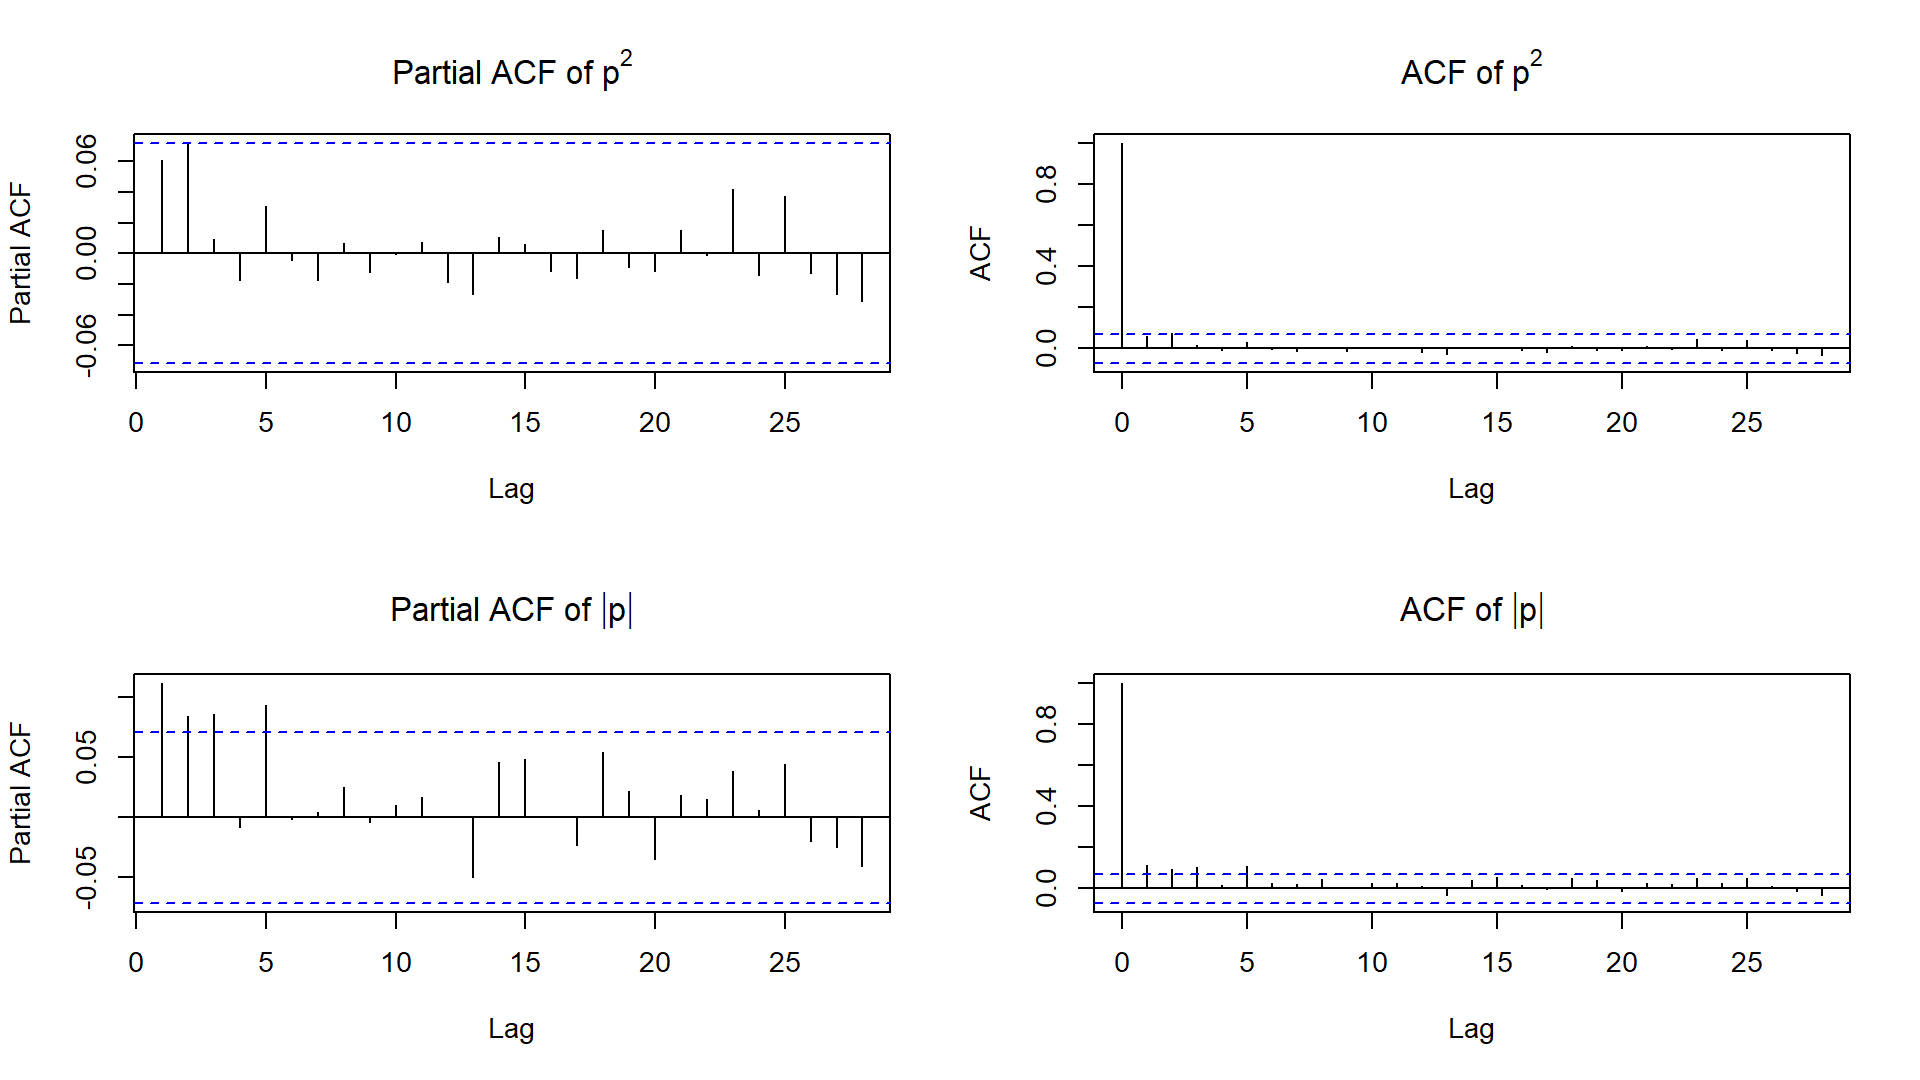 Partial ACF of p²
Partial ACF
0.06
0.00
-0.06
0 5 10 15 20 25
Lag
ACF of p²
ACF
0.8
0.4
0.0
0 5 10 15 20 25
Lag
Partial ACF of |p|
Partial ACF
0.05
-0.05
0 5 10 15 20 25
Lag
ACF of |p|
ACF
0.8
0.4
0.0
0 5 10 15 20 25
Lag